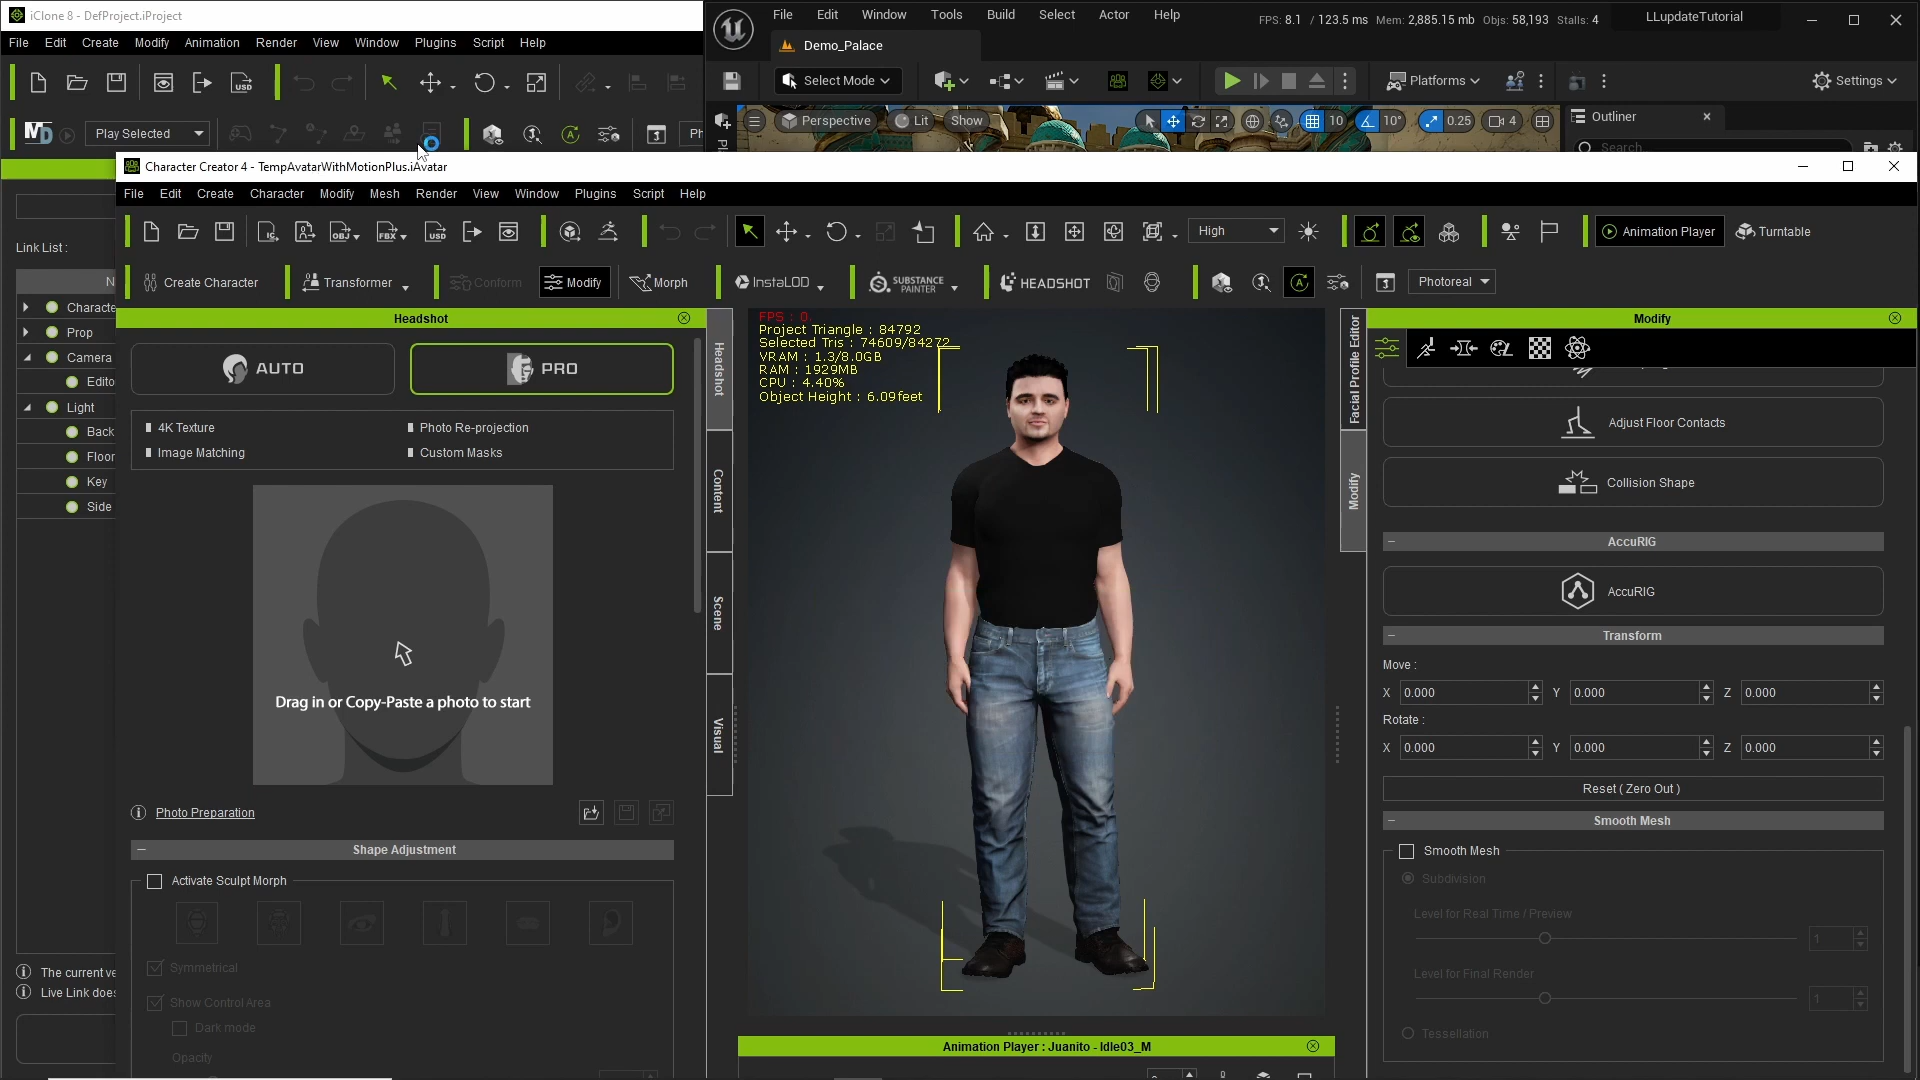 iClone 8 - DefProject.iProject
File Edit Create Modify Animation Render View Window Plugins Script Help
USD
MD Play Selected Ph
File Edit Window Tools Build Select Actor Help
FPS: 8.1 / 123.5 ms Mem: 2,885.15 mb Objs: 58,193 Stalls: 4
LLupdateTutorial
Demo_Palace
Select Mode Platforms Settings
Perspective Lit Show 10 10° 0.25 4
Outliner
Search...
Character Creator 4 - TempAvatarWithMotionPlus.iAvatar
File Edit Create Character Modify Mesh Render View Window Plugins Script Help
IC OBJ FBX USD High Animation Player Turntable
Create Character Transformer Conform Modify Morph InstaLOD SUBSTANCE PAINTER HEADSHOT Photoreal
Link List :
N
Characte
Prop
Camera
Edito
Light
Back
Floor
Key
Side
The current ve
Live Link does
Headshot
AUTO PRO
4K Texture Photo Re-projection
Image Matching Custom Masks
Drag in or Copy-Paste a photo to start
Photo Preparation
Shape Adjustment
Activate Sculpt Morph
Symmetrical
Show Control Area
Dark mode
Opacity
Headshot
Content
Scene
Visual
FPS : 0.
Project Triangle : 84792
Selected Tris : 74609/84272
VRAM : 1.3/8.0GB
RAM : 1929MB
CPU : 4.40%
Object Height : 6.09feet
Animation Player : Juanito - Idle03_M
Facial Profile Editor
Modify
Modify
Adjust Floor Contacts
Collision Shape
AccuRIG
AccuRIG
Transform
Move :
X 0.000 Y 0.000 Z 0.000
Rotate :
X 0.000 Y 0.000 Z 0.000
Reset ( Zero Out )
Smooth Mesh
Smooth Mesh
Subdivision
Level for Real Time / Preview
1
Level for Final Render
1
Tessellation